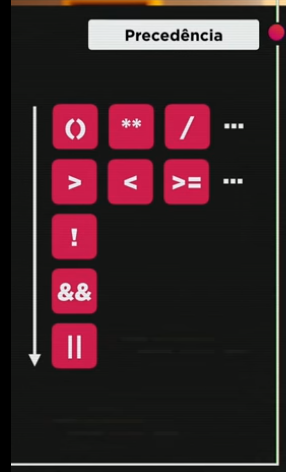 Precedência
() ** / ...
> < >= ...
!
&&
||